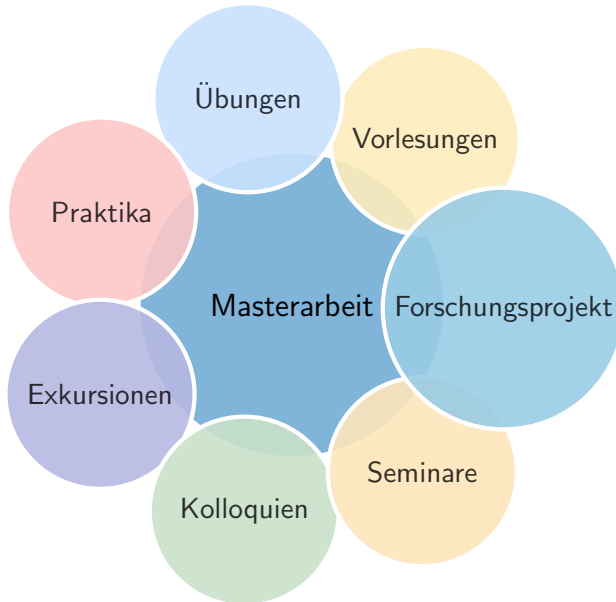 Übungen
Vorlesungen
Praktika
Masterarbeit
Forschungsprojekt
Exkursionen
Seminare
Kolloquien